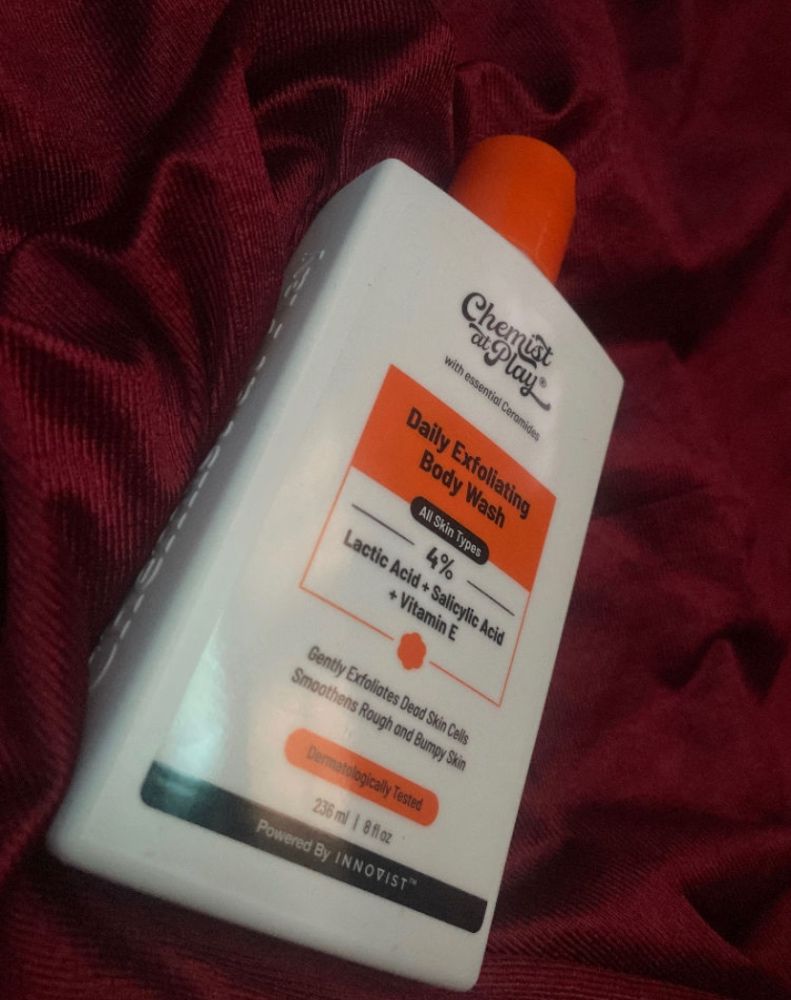 Chemist
at Play®
with essential Ceramides
Daily Exfoliating
Body Wash
All Skin Types
4%
Lactic Acid + Salicylic Acid
+ Vitamin E
Gently Exfoliates Dead Skin Cells
Smoothens Rough and Bumpy Skin
Dermatologically Tested
236 ml | 8 fl oz
Powered By INNOVIST™